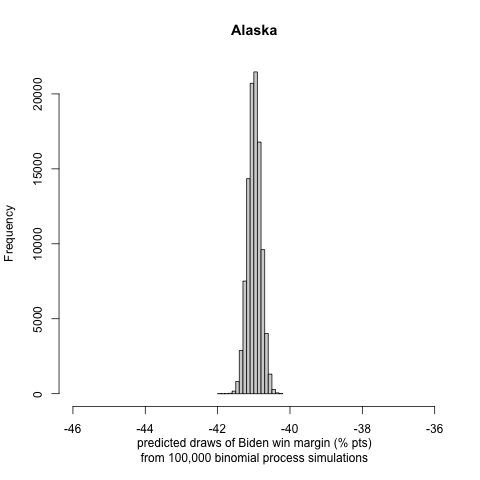 Alaska
Frequency
20000
15000
10000
5000
0
-46 -44 -42 -40 -38 -36
predicted draws of Biden win margin (% pts)
from 100,000 binomial process simulations